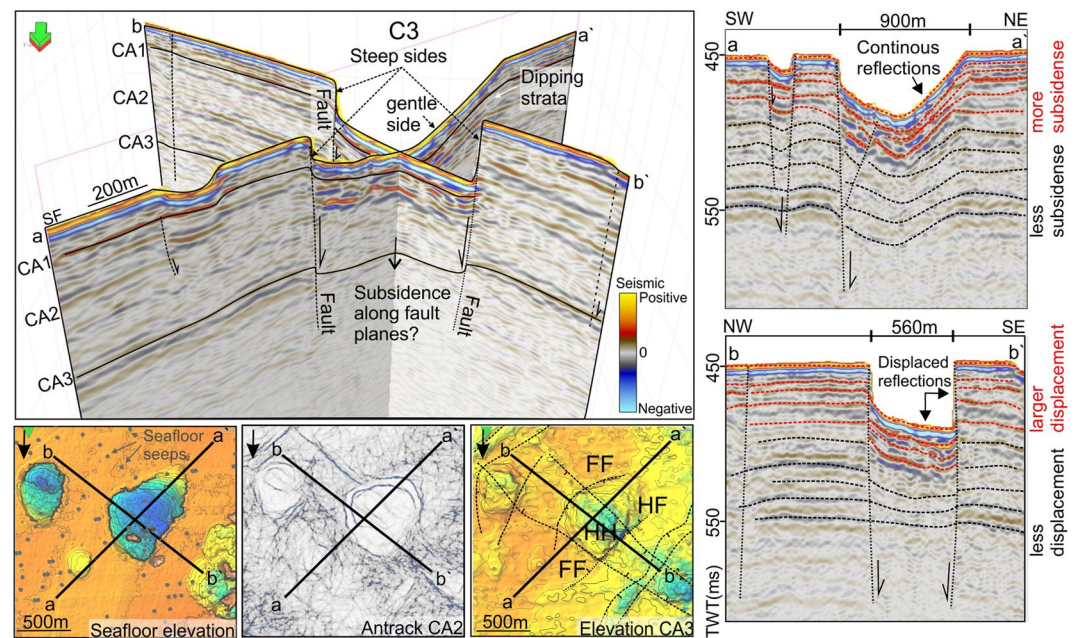 C3
b
a`
CA1
CA2
CA3
Steep sides
Fault
gentle
side
Dipping
strata
200m
SF
a
b`
CA1
CA2
CA3
Fault
Subsidence
along fault
planes?
Fault
Seismic
Positive
0
Negative
SW
900m
NE
a
a`
450
550
Continous
reflections
more
subsidense
less
subsidense
NW
560m
SE
b
b`
450
550
TWT(ms)
Displaced
reflections
larger
displacement
less
displacement
Seafloor
seeps
b
a`
a
b`
500m
Seafloor elevation
b
a`
a
b`
Antrack CA2
b
a`
FF
HF
HH
FF
a
b`
500m
Elevation CA3